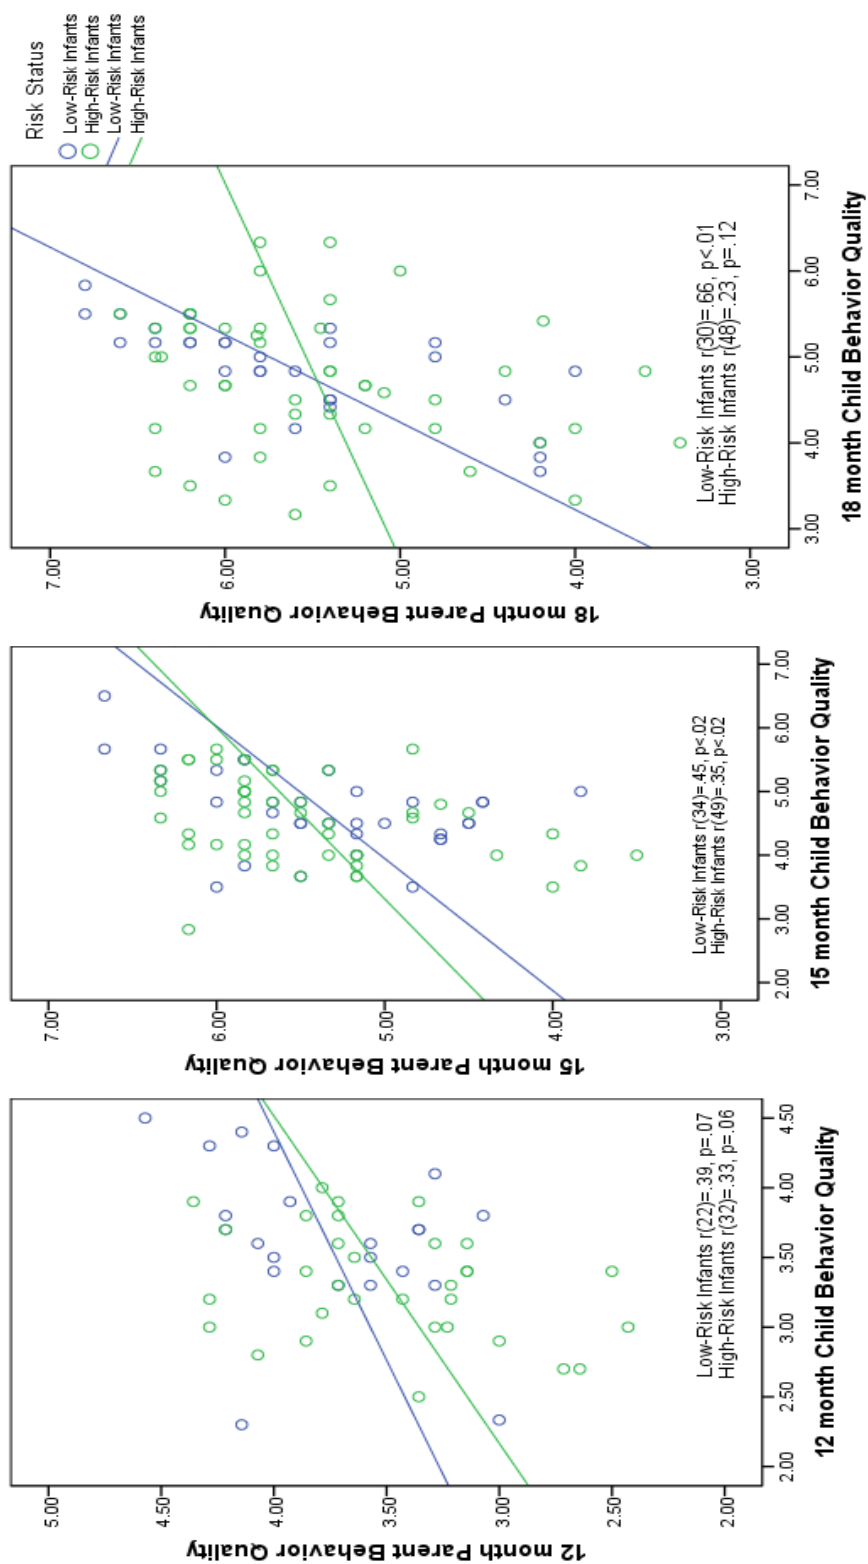 5.00
4.50
4.00
3.50
3.00
2.50
2.00
12 month Parent Behavior Quality
Low-Risk Infants r(22)=.39, p=.07
High-Risk Infants r(32)=.33, p=.06
2.00
2.50
3.00
3.50
4.00
4.50
12 month Child Behavior Quality
7.00
6.00
5.00
4.00
3.00
15 month Parent Behavior Quality
Low-Risk Infants r(34)=.45, p<.02
High-Risk Infants r(49)=.35, p<.02
2.00
3.00
4.00
5.00
6.00
7.00
15 month Child Behavior Quality
7.00
6.00
5.00
4.00
3.00
18 month Parent Behavior Quality
Low-Risk Infants r(30)=.66, p<.01
High-Risk Infants r(48)=.23, p=.12
3.00
4.00
5.00
6.00
7.00
18 month Child Behavior Quality
Risk Status
Low-Risk Infants
High-Risk Infants
Low-Risk Infants
High-Risk Infants